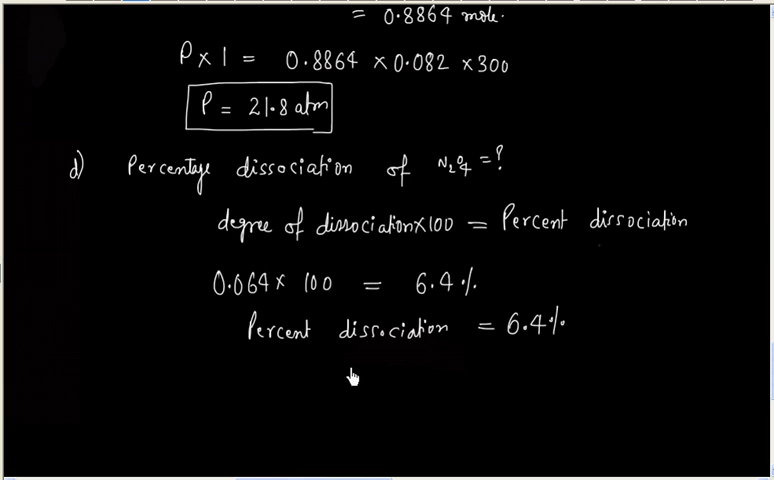 = 0.8864 mole.
P x 1 = 0.8864 x 0.082 x 300
P = 21.8 atm
d) Percentage dissociation of N₂O₄ = ?
degree of dissociation x 100 = Percent dissociation
0.064 x 100 = 6.4%
Percent dissociation = 6.4%